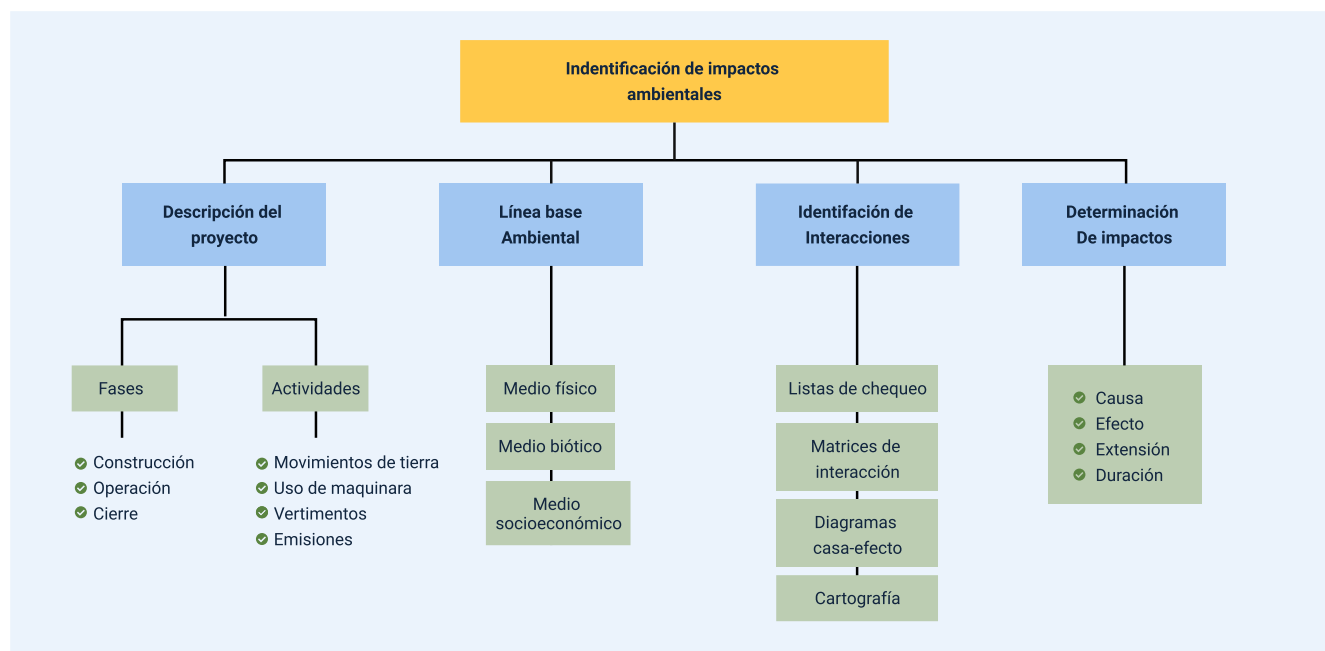 Indentificación de impactos
ambientales
Descripción del
proyecto
Línea base
Ambiental
Identifación de
Interacciones
Determinación
De impactos
Fases
Construcción
Operación
Cierre
Actividades
Movimientos de tierra
Uso de maquinara
Vertimentos
Emisiones
Medio físico
Medio biótico
Medio
socioeconómico
Listas de chequeo
Matrices de
interacción
Diagramas
casa-efecto
Cartografía
Causa
Efecto
Extensión
Duración